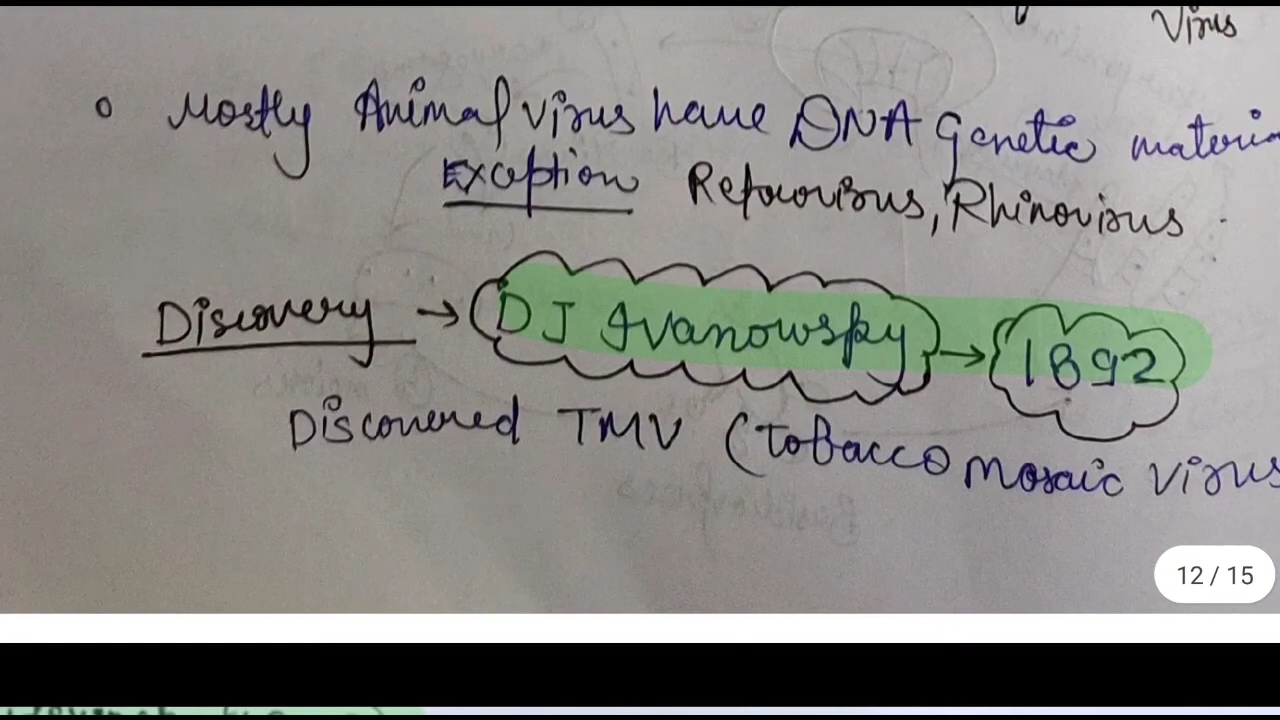 Virus
• Mostly Animal virus have DNA Genetic materia
Exception Retrovirus, Rhinovirus.
Discovery → DJ Ivanowsky → 1892
Discovered TMV (Tobacco Mosaic Virus
12 / 15